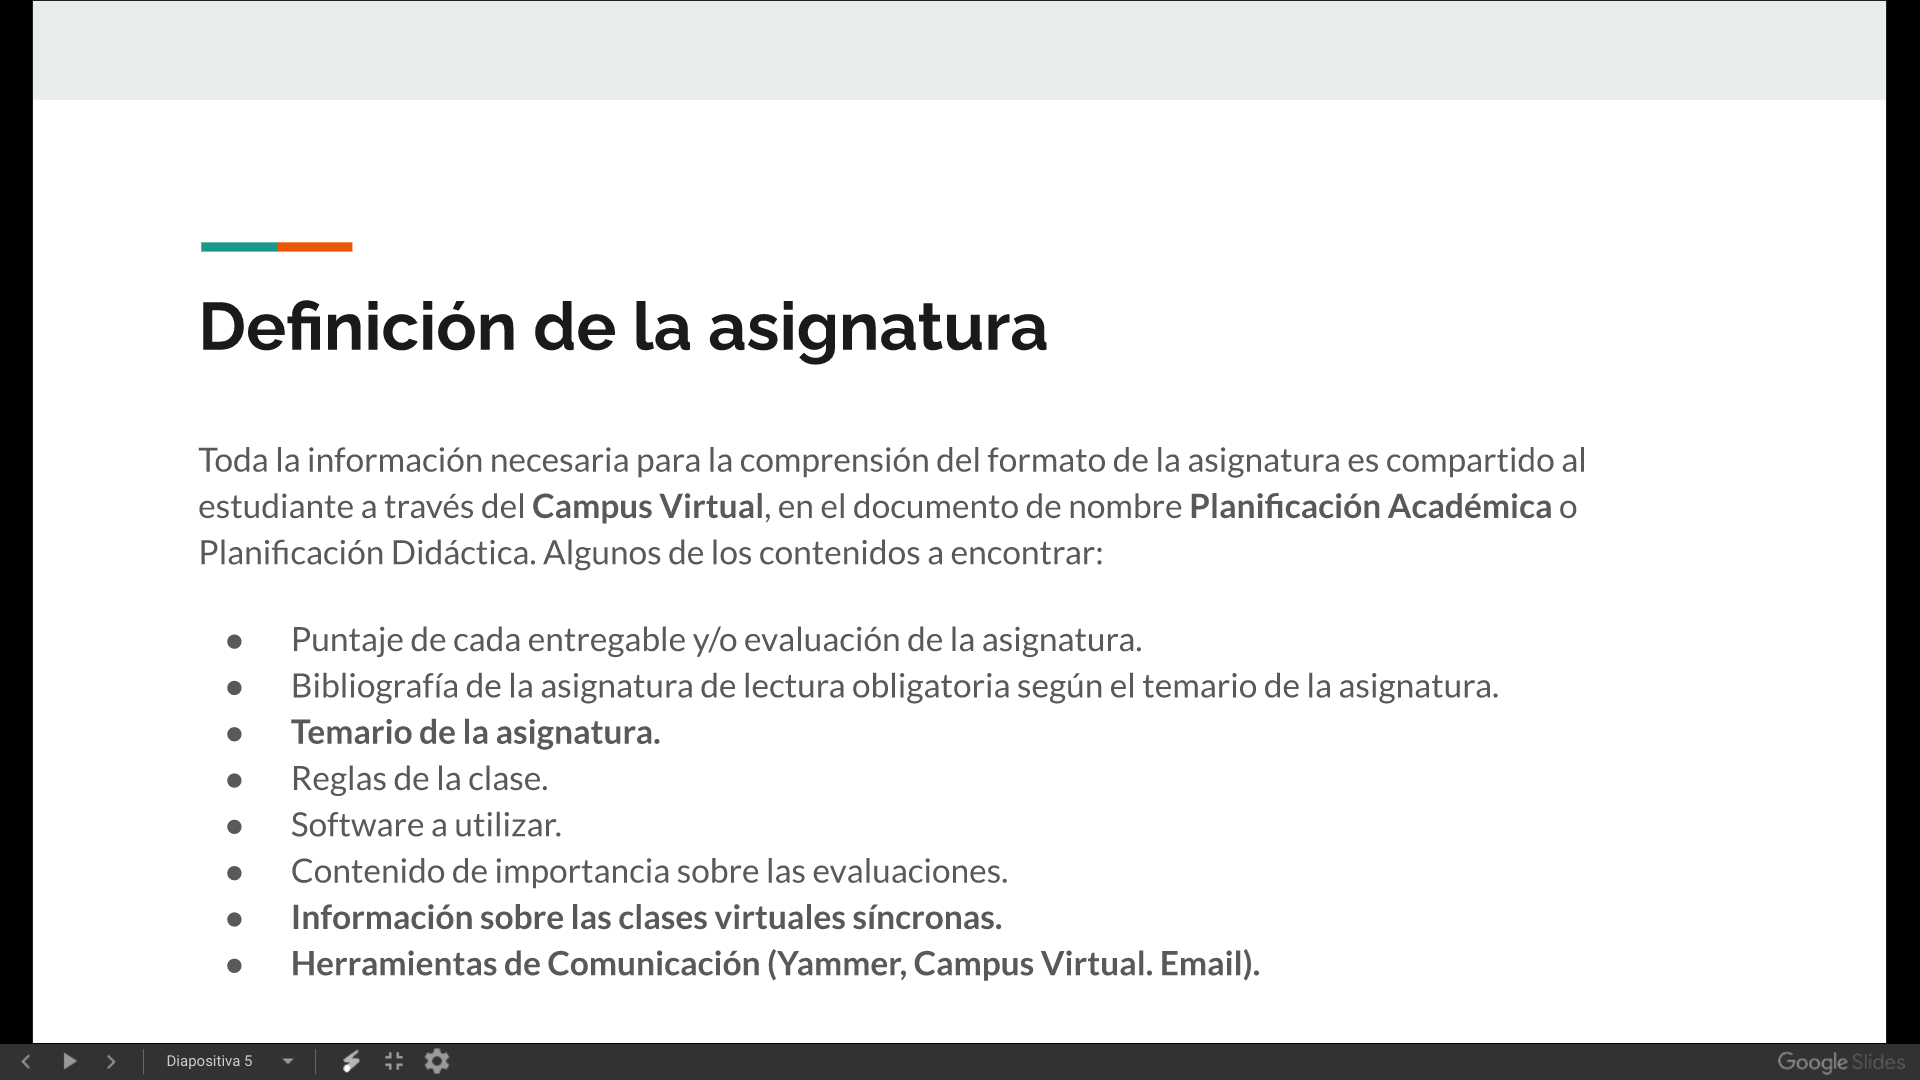 Definición de la asignatura
Toda la información necesaria para la comprensión del formato de la asignatura es compartido al
estudiante a través del Campus Virtual, en el documento de nombre Planificación Académica o
Planificación Didáctica. Algunos de los contenidos a encontrar:
● Puntaje de cada entregable y/o evaluación de la asignatura.
● Bibliografía de la asignatura de lectura obligatoria según el temario de la asignatura.
● Temario de la asignatura.
● Reglas de la clase.
● Software a utilizar.
● Contenido de importancia sobre las evaluaciones.
● Información sobre las clases virtuales síncronas.
● Herramientas de Comunicación (Yammer, Campus Virtual. Email).
Diapositiva 5
Google Slides